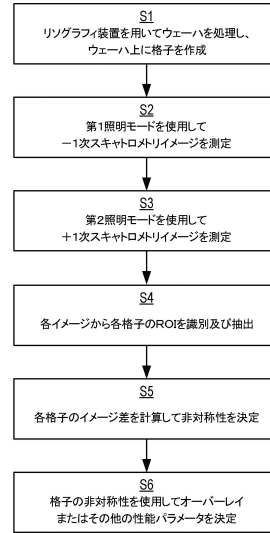 S1
リソグラフィ装置を用いてウェーハを処理し、
ウェーハ上に格子を作成
S2
第1照明モードを使用して
－1次スキャトロメトリイメージを測定
S3
第2照明モードを使用して
＋1次スキャトロメトリイメージを測定
S4
各イメージから各格子のROIを識別及び抽出
S5
各格子のイメージ差を計算して非対称性を決定
S6
格子の非対称性を使用してオーバーレイ
またはその他の性能パラメータを決定